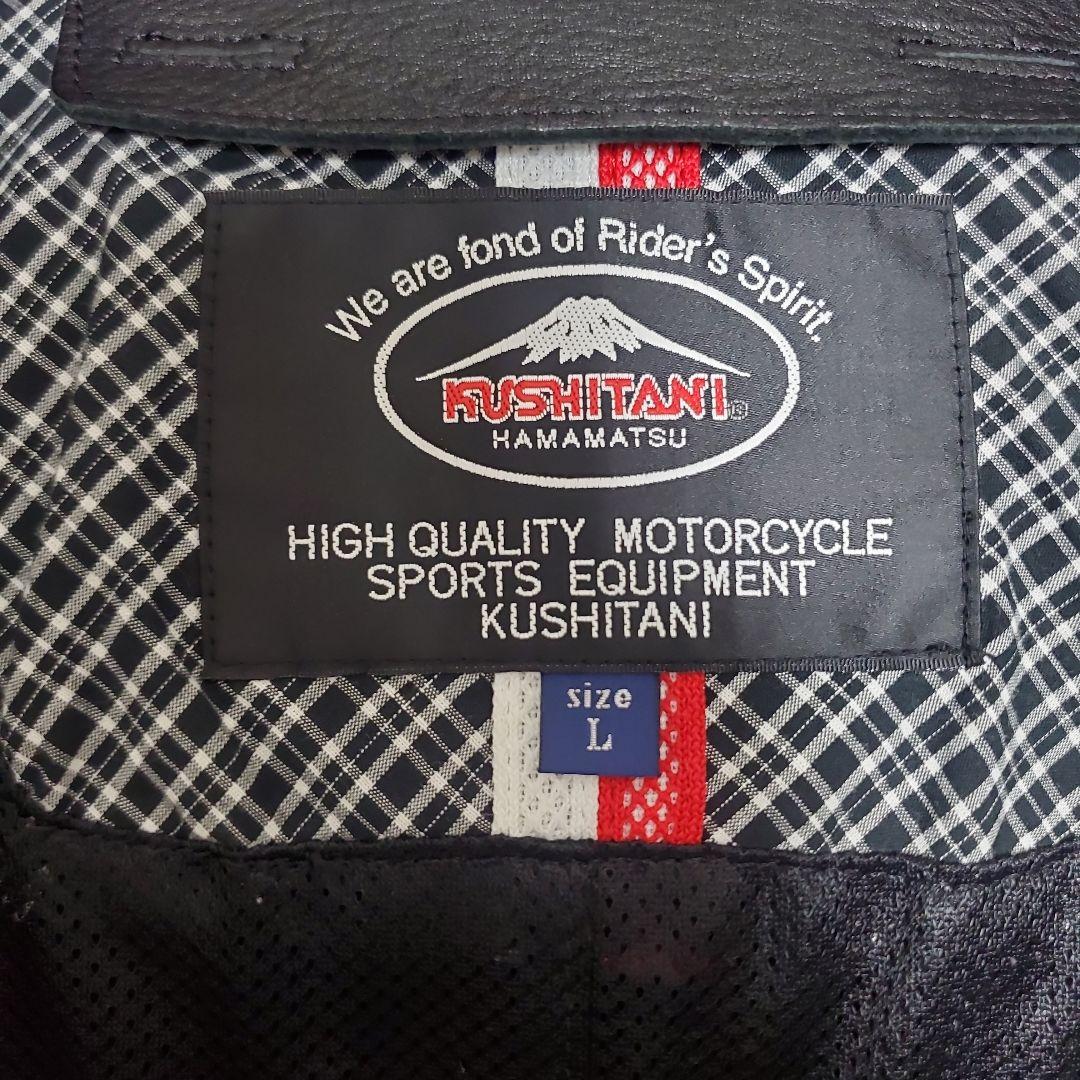 We are fond of Rider's Spirit.
KUSHITANI®
HAMAMATSU
HIGH QUALITY MOTORCYCLE
SPORTS EQUIPMENT
KUSHITANI
size
L